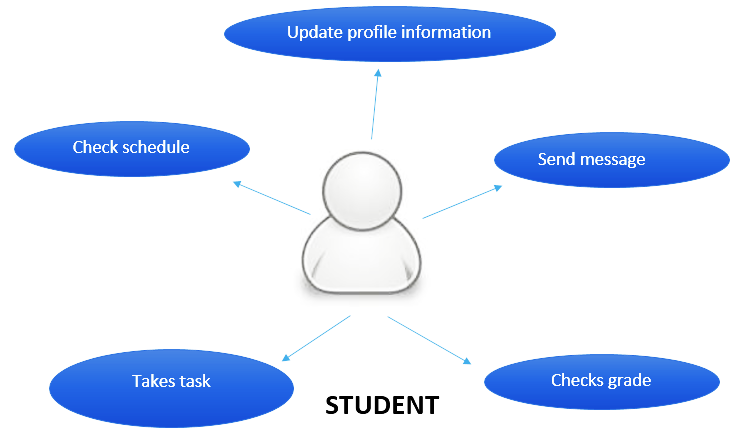 Update profile information
Check schedule
Send message
Takes task
Checks grade
STUDENT